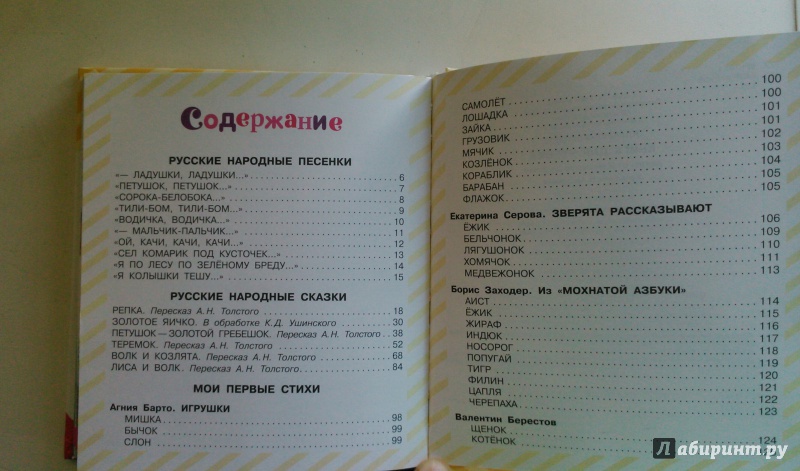 Содержание
РУССКИЕ НАРОДНЫЕ ПЕСЕНКИ
«— ЛАДУШКИ, ЛАДУШКИ...» 6
«ПЕТУШОК, ПЕТУШОК...» 7
«СОРОКА-БЕЛОБОКА...» 8
«ТИЛИ-БОМ, ТИЛИ-БОМ...» 9
«ВОДИЧКА, ВОДИЧКА...» 10
«— МАЛЬЧИК-ПАЛЬЧИК...» 11
«ОЙ, КАЧИ, КАЧИ, КАЧИ...» 12
«СЕЛ КОМАРИК ПОД КУСТОЧЕК...» 13
«Я ПО ЛЕСУ ПО ЗЕЛЁНОМУ БРЕДУ...» 14
«Я КОЛЫШКИ ТЕШУ...» 15
РУССКИЕ НАРОДНЫЕ СКАЗКИ
РЕПКА. Пересказ А.Н. Толстого 18
ЗОЛОТОЕ ЯИЧКО. В обработке К.Д. Ушинского 30
ПЕТУШОК — ЗОЛОТОЙ ГРЕБЕШОК. Пересказ А.Н. Толстого 38
ТЕРЕМОК. Пересказ А.Н. Толстого 52
ВОЛК И КОЗЛЯТА. Пересказ А.Н. Толстого 68
ЛИСА И ВОЛК. Пересказ А.Н. Толстого 84
МОИ ПЕРВЫЕ СТИХИ
Агния Барто. ИГРУШКИ
МИШКА 98
БЫЧОК 99
СЛОН 99
САМОЛЁТ 100
ЛОШАДКА 100
ЗАЙКА 101
ГРУЗОВИК 101
МЯЧИК 102
КОЗЛЁНОК 103
КОРАБЛИК 104
БАРАБАН 105
ФЛАЖОК 105
Екатерина Серова. ЗВЕРЯТА РАССКАЗЫВАЮТ
ЁЖИК 106
БЕЛЬЧОНОК 109
ЛЯГУШОНОК 110
ХОМЯЧОК 111
МЕДВЕЖОНОК 113
Борис Заходер. Из «МОХНАТОЙ АЗБУКИ»
АИСТ 114
ЁЖИК 115
ЖИРАФ 116
ИНДЮК 117
НОСОРОГ 118
ПОПУГАЙ 119
ТИГР 120
ФИЛИН 121
ЦАПЛЯ 122
ЧЕРЕПАХА 123
Валентин Берестов
ЩЕНОК 124
КОТЁНОК
Лабиринт.ру